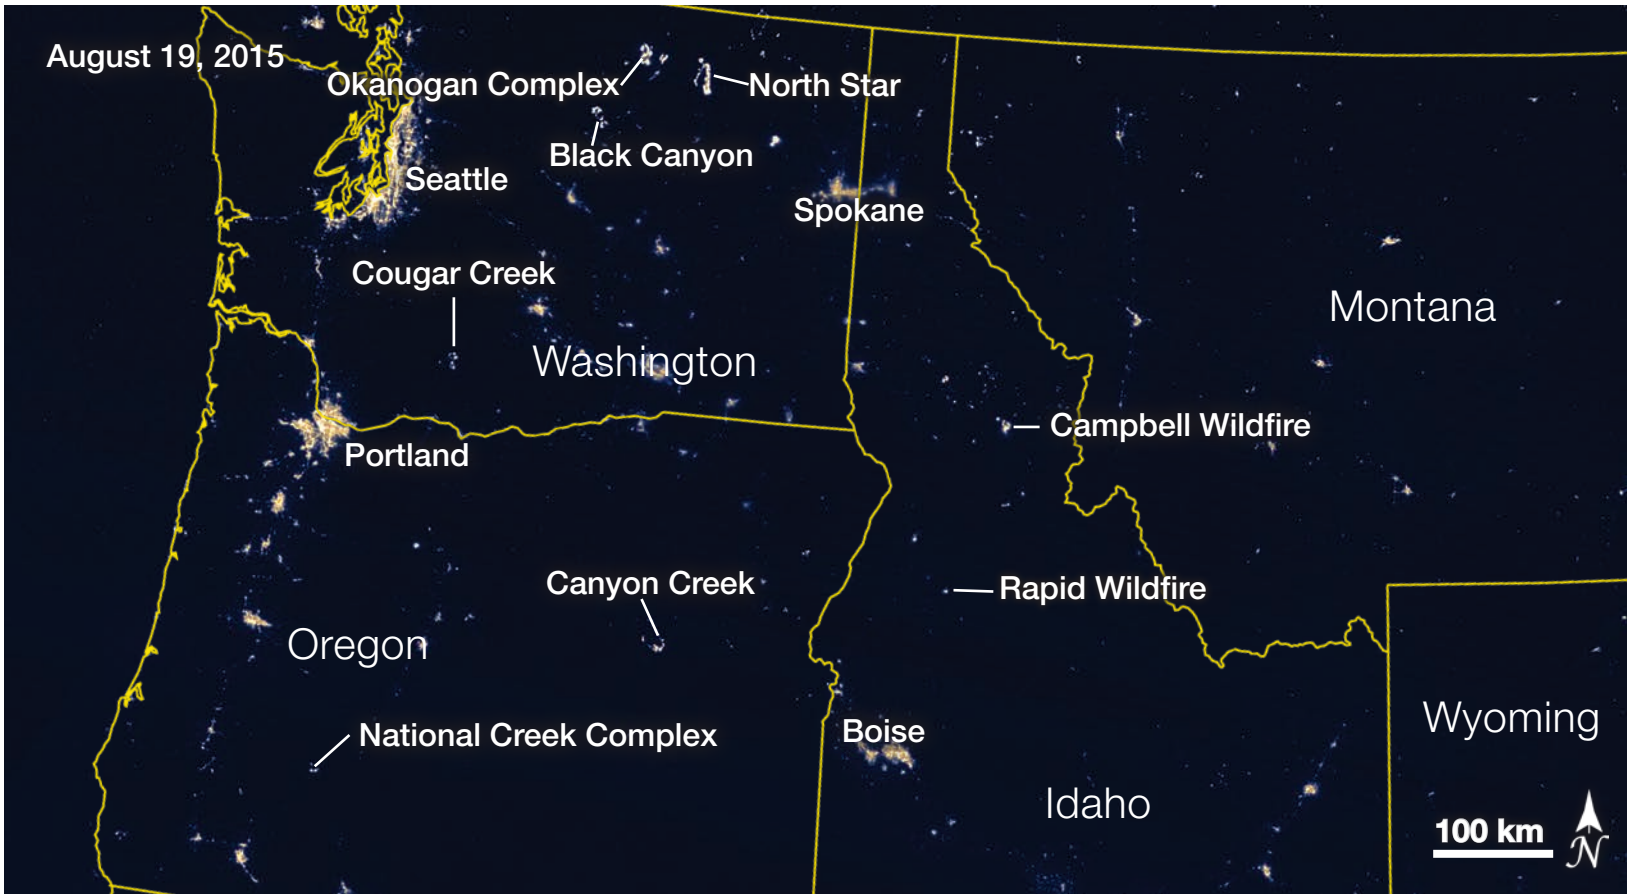 August 19, 2015
Okanogan Complex
North Star
Black Canyon
Seattle
Spokane
Cougar Creek
Montana
Washington
Campbell Wildfire
Portland
Canyon Creek
Rapid Wildfire
Oregon
Wyoming
National Creek Complex
Boise
Idaho
100 km
N